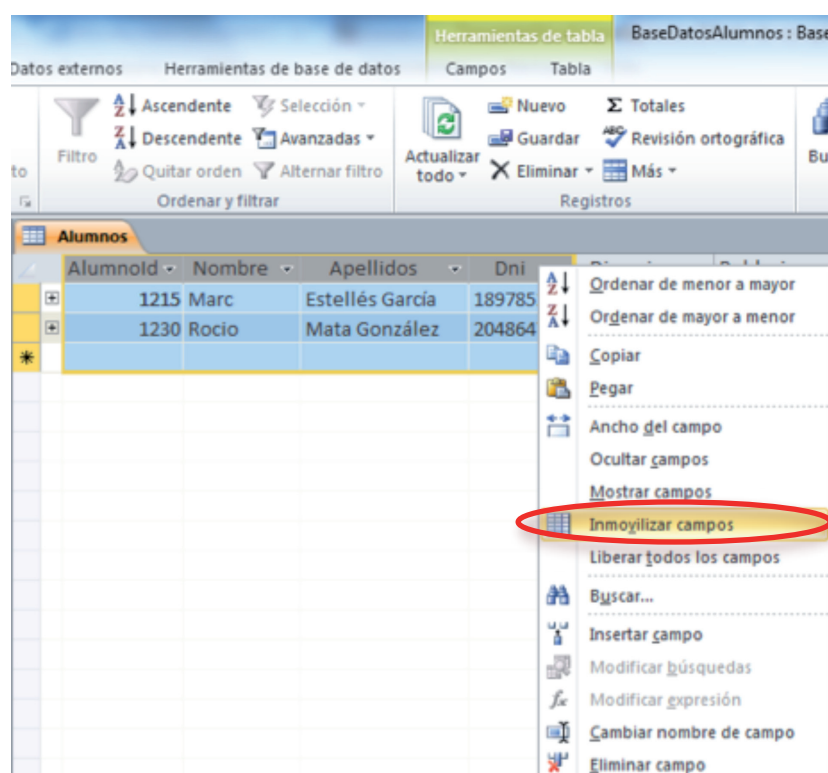 Herramientas de tabla BaseDatosAlumnos : Base
Datos externos Herramientas de base de datos Campos Tabla
Ascendente Selección Nuevo Σ Totales
Filtro Descendente Avanzadas Actualizar todo Guardar Revisión ortográfica
Quitar orden Alternar filtro Eliminar Más
Ordenar y filtrar Registros
Alumnos
AlumnoId Nombre Apellidos Dni
1215 Marc Estellés García 189785
1230 Rocio Mata González 204864
Ordenar de menor a mayor
Ordenar de mayor a menor
Copiar
Pegar
Ancho del campo
Ocultar campos
Mostrar campos
Inmovilizar campos
Liberar todos los campos
Buscar...
Insertar campo
Modificar búsquedas
Modificar expresión
Cambiar nombre de campo
Eliminar campo